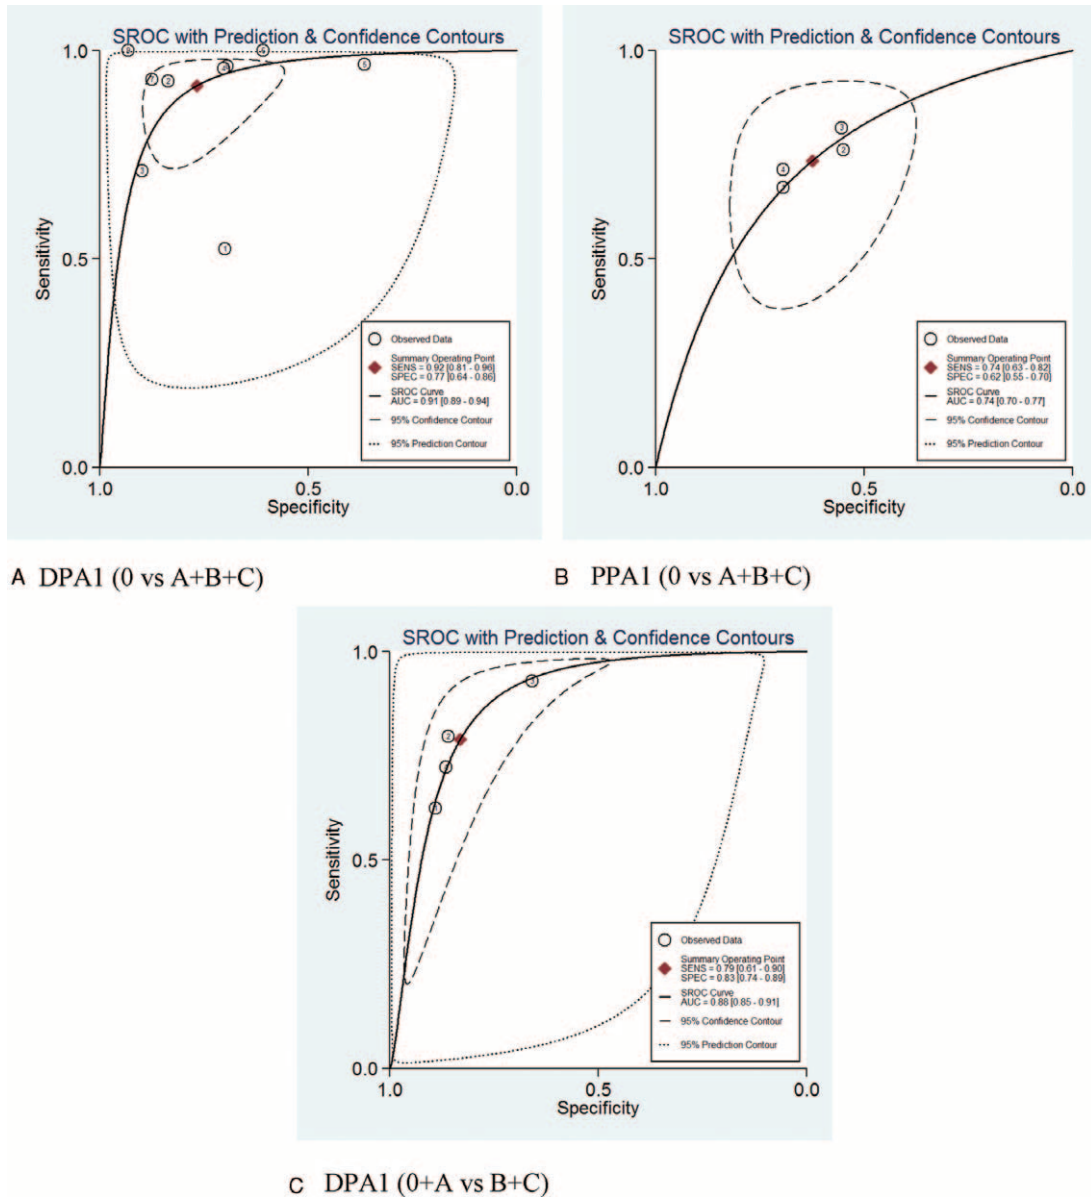 SROC with Prediction & Confidence Contours
1.0
0.5
0.0
Sensitivity
1.0
0.5
0.0
Specificity
Observed Data
Summary Operating Point
SENS = 0.92 [0.81 - 0.96]
SPEC = 0.77 [0.64 - 0.86]
SROC Curve
AUC = 0.91 [0.89 - 0.94]
95% Confidence Contour
95% Prediction Contour
A DPA1 (0 vs A+B+C)
SROC with Prediction & Confidence Contours
1.0
0.5
0.0
Sensitivity
3
2
4
1.0
0.5
0.0
Specificity
Observed Data
Summary Operating Point
SENS = 0.74 [0.63 - 0.82]
SPEC = 0.62 [0.55 - 0.70]
SROC Curve
AUC = 0.74 [0.70 - 0.77]
95% Confidence Contour
95% Prediction Contour
B PPA1 (0 vs A+B+C)
SROC with Prediction & Confidence Contours
1.0
0.5
0.0
Sensitivity
1.0
0.5
0.0
Specificity
Observed Data
Summary Operating Point
SENS = 0.79 [0.61 - 0.90]
SPEC = 0.83 [0.74 - 0.89]
SROC Curve
AUC = 0.88 [0.85 - 0.91]
95% Confidence Contour
95% Prediction Contour
C DPA1 (0+A vs B+C)